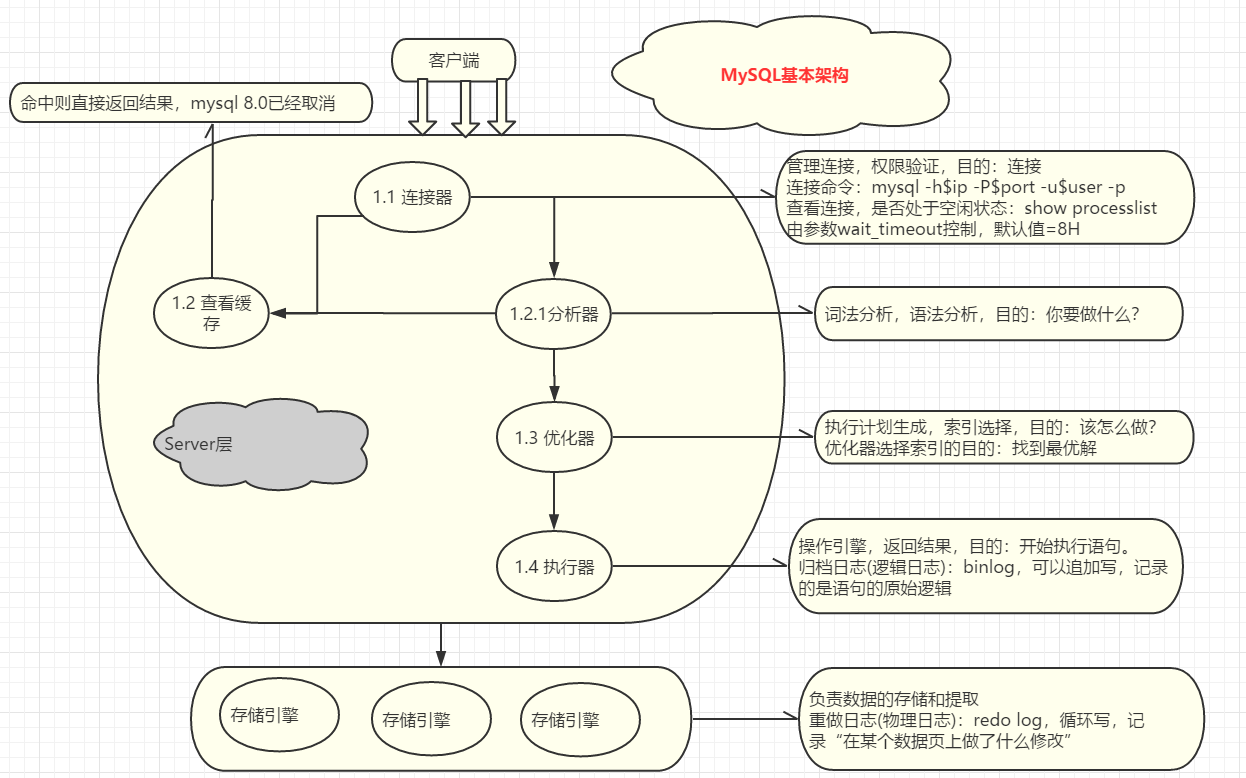 客户端
MySQL基本架构
命中则直接返回结果，mysql 8.0已经取消
1.1 连接器
管理连接，权限验证，目的：连接
连接命令：mysql -h$ip -P$port -u$user -p
查看连接，是否处于空闲状态：show processlist
由参数wait_timeout控制，默认值=8H
1.2 查看缓
存
1.2.1分析器
词法分析，语法分析，目的：你要做什么？
Server层
1.3 优化器
执行计划生成，索引选择，目的：该怎么做？
优化器选择索引的目的：找到最优解
1.4 执行器
操作引擎，返回结果，目的：开始执行语句。
归档日志(逻辑日志)：binlog，可以追加写，记录
的是语句的原始逻辑
存储引擎
存储引擎
存储引擎
负责数据的存储和提取
重做日志(物理日志)：redo log，循环写，记
录“在某个数据页上做了什么修改”